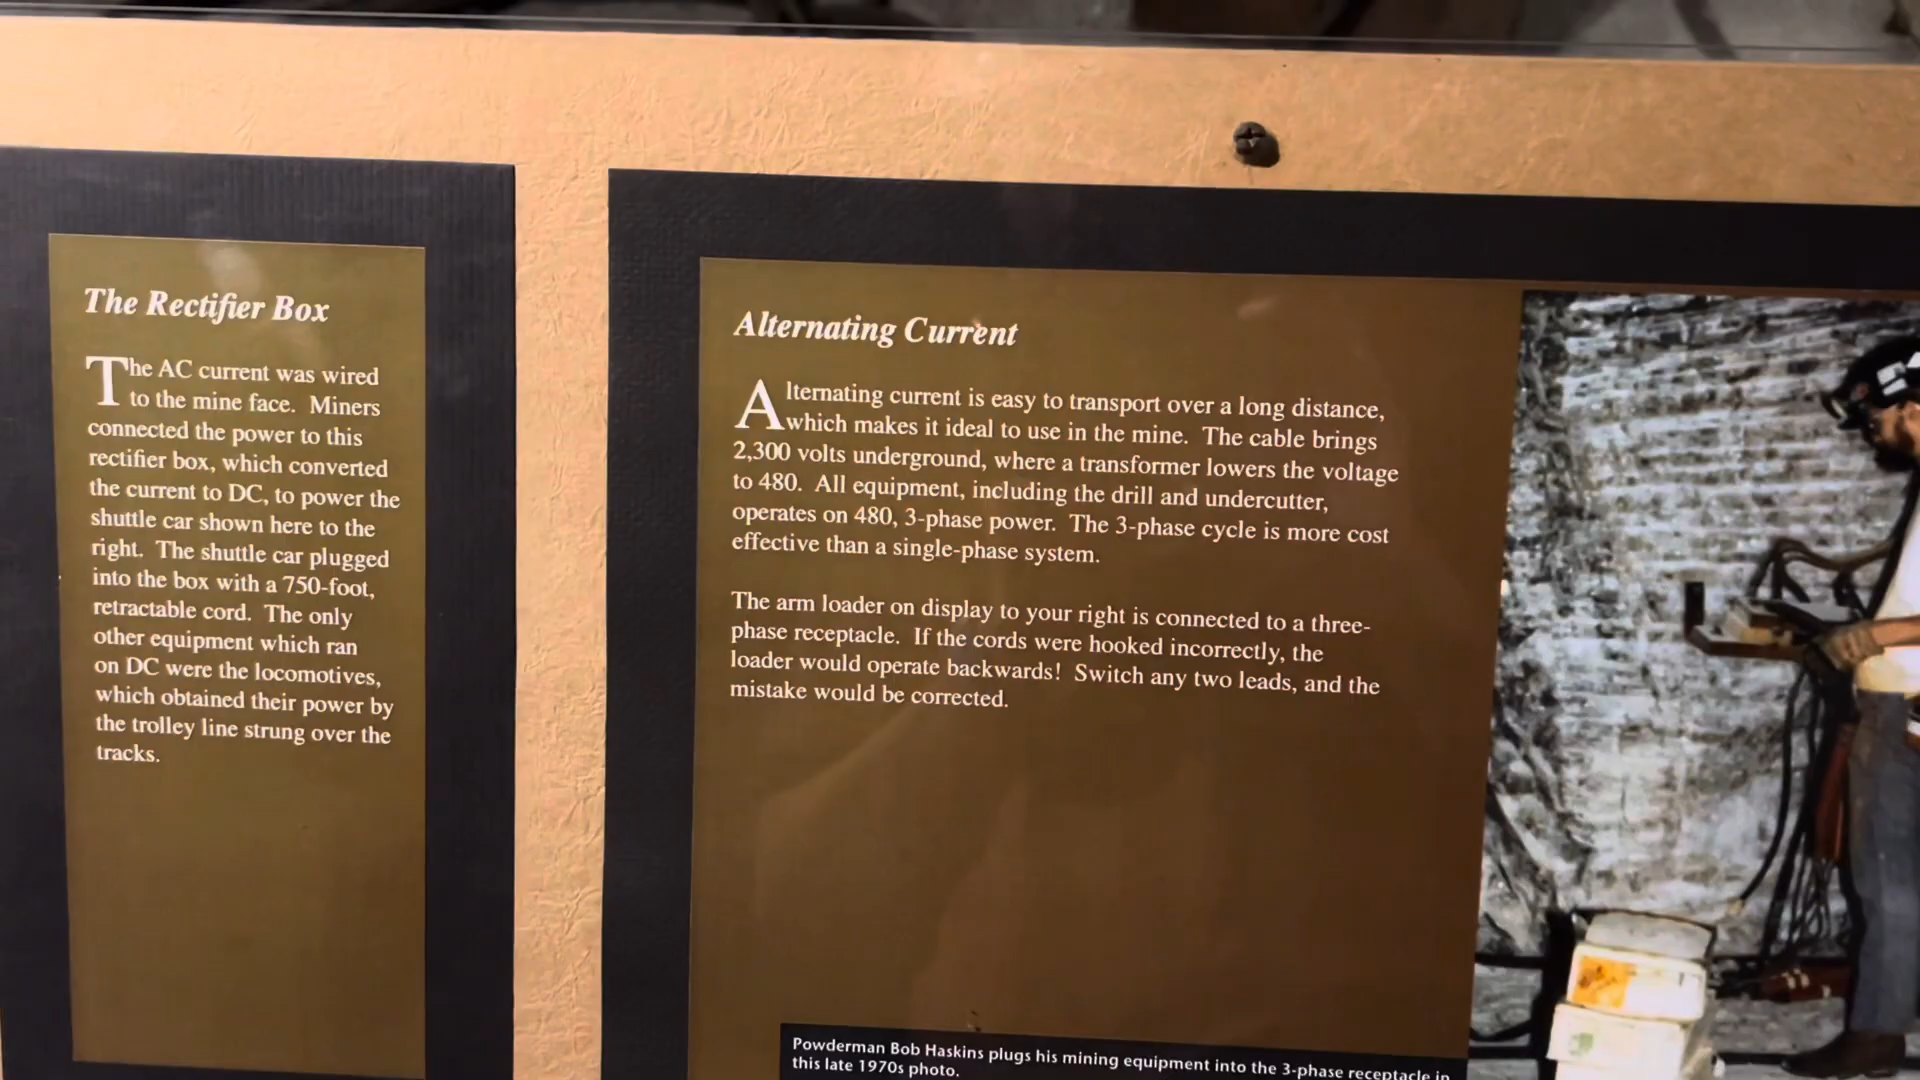 The Rectifier Box
The AC current was wired
to the mine face. Miners
connected the power to this
rectifier box, which converted
the current to DC, to power the
shuttle car shown here to the
right. The shuttle car plugged
into the box with a 750-foot,
retractable cord. The only
other equipment which ran
on DC were the locomotives,
which obtained their power by
the trolley line strung over the
tracks.
Alternating Current
Alternating current is easy to transport over a long distance,
which makes it ideal to use in the mine. The cable brings
2,300 volts underground, where a transformer lowers the voltage
to 480. All equipment, including the drill and undercutter,
operates on 480, 3-phase power. The 3-phase cycle is more cost
effective than a single-phase system.
The arm loader on display to your right is connected to a three-
phase receptacle. If the cords were hooked incorrectly, the
loader would operate backwards! Switch any two leads, and the
mistake would be corrected.
Powderman Bob Haskins plugs his mining equipment into the 3-phase receptacle in
this late 1970s photo.